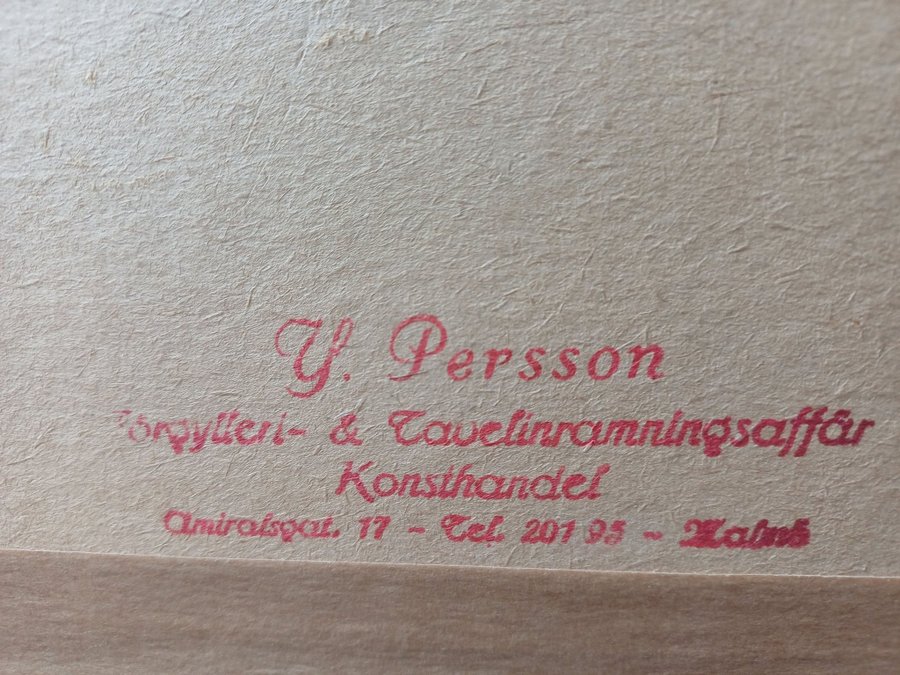 Y. Persson
Förgylleri- & Tavelinramningsaffär
Konsthandel
Amiralsgat. 17 - Tel. 201 95 - Malmö